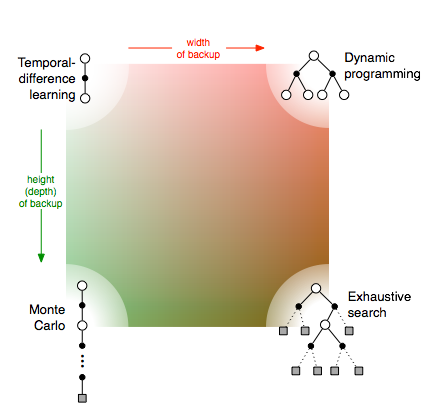 width
of backup
Temporal-
difference
learning
Dynamic
programming
height
(depth)
of backup
Monte
Carlo
Exhaustive
search